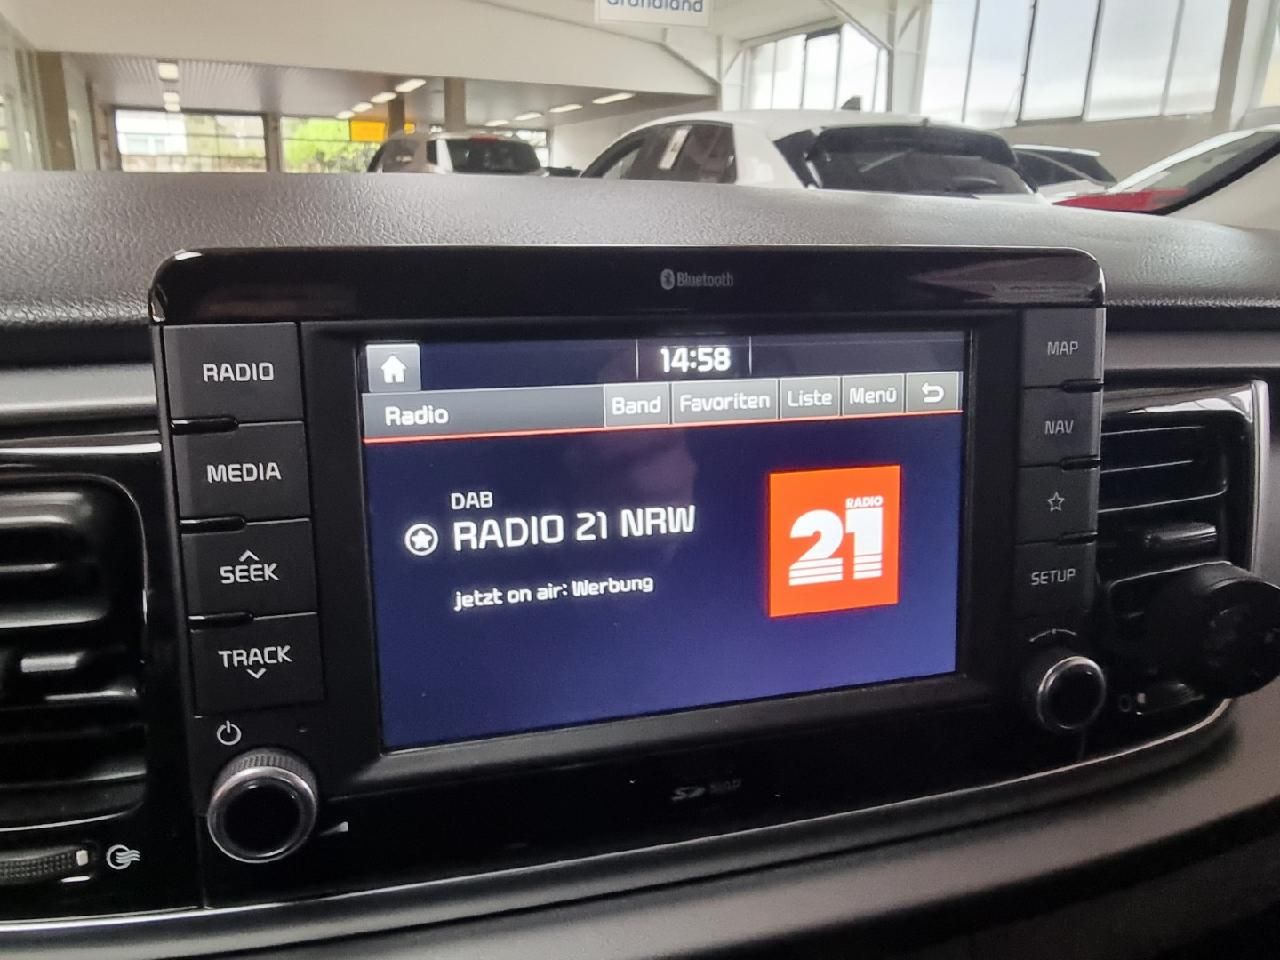 Grandland
Bluetooth
RADIO
MEDIA
SEEK
TRACK
14:58
Radio
Band
Favoriten
Liste
Menü
DAB
RADIO 21 NRW
jetzt on air: Werbung
RADIO
21
MAP
NAV
SETUP